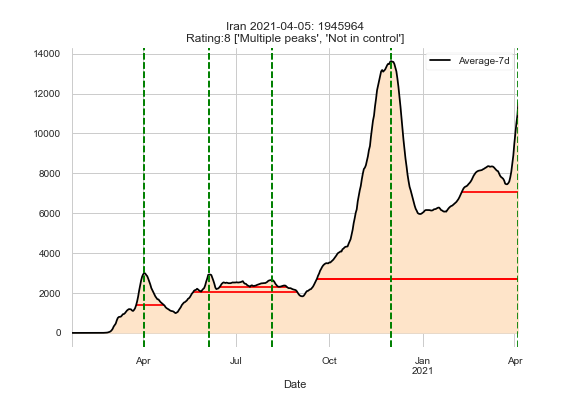 Iran 2021-04-05: 1945964
Rating:8 ['Multiple peaks', 'Not in control']
Average-7d
14000
12000
10000
8000
6000
4000
2000
0
Apr
Jul
Oct
Jan
2021
Apr
Date